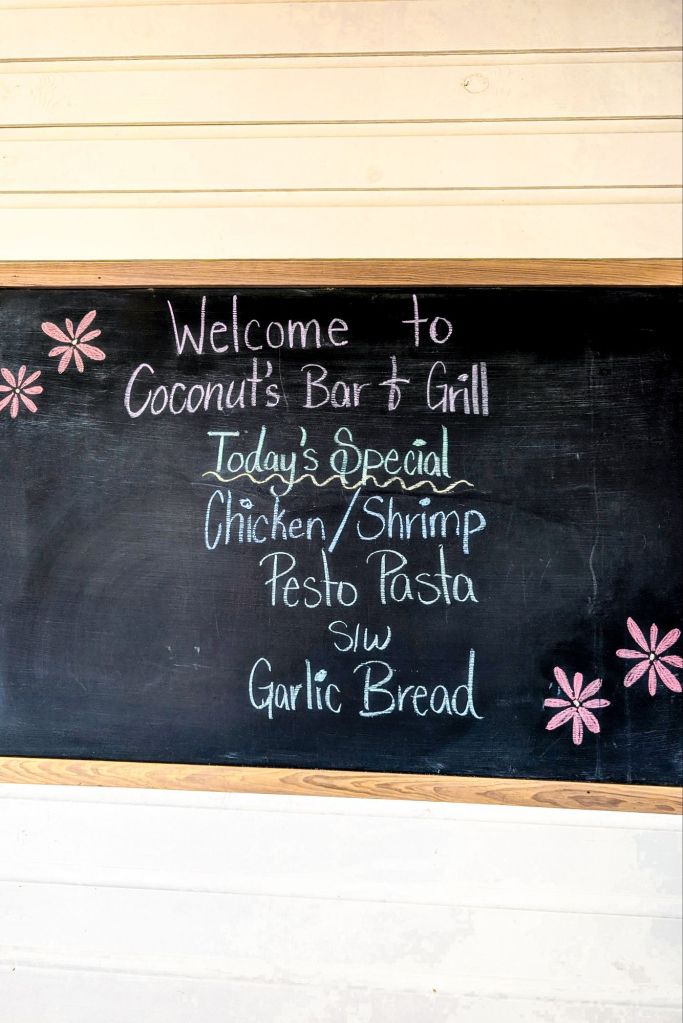 Welcome to
Coconut's Bar & Grill
Today's Special
Chicken/Shrimp
Pesto Pasta
S/W
Garlic Bread